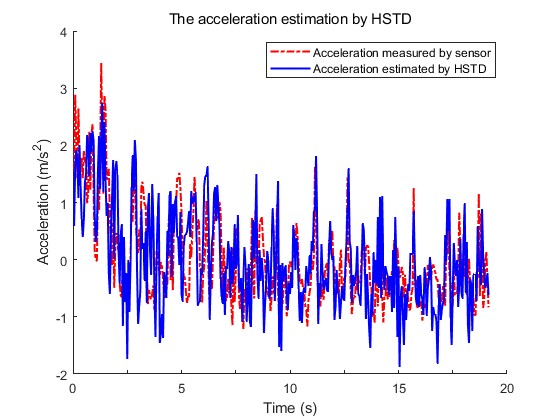 The acceleration estimation by HSTD
Acceleration measured by sensor
Acceleration estimated by HSTD
Acceleration (m/s²)
4
3
2
1
0
-1
-2
0
5
10
15
20
Time (s)